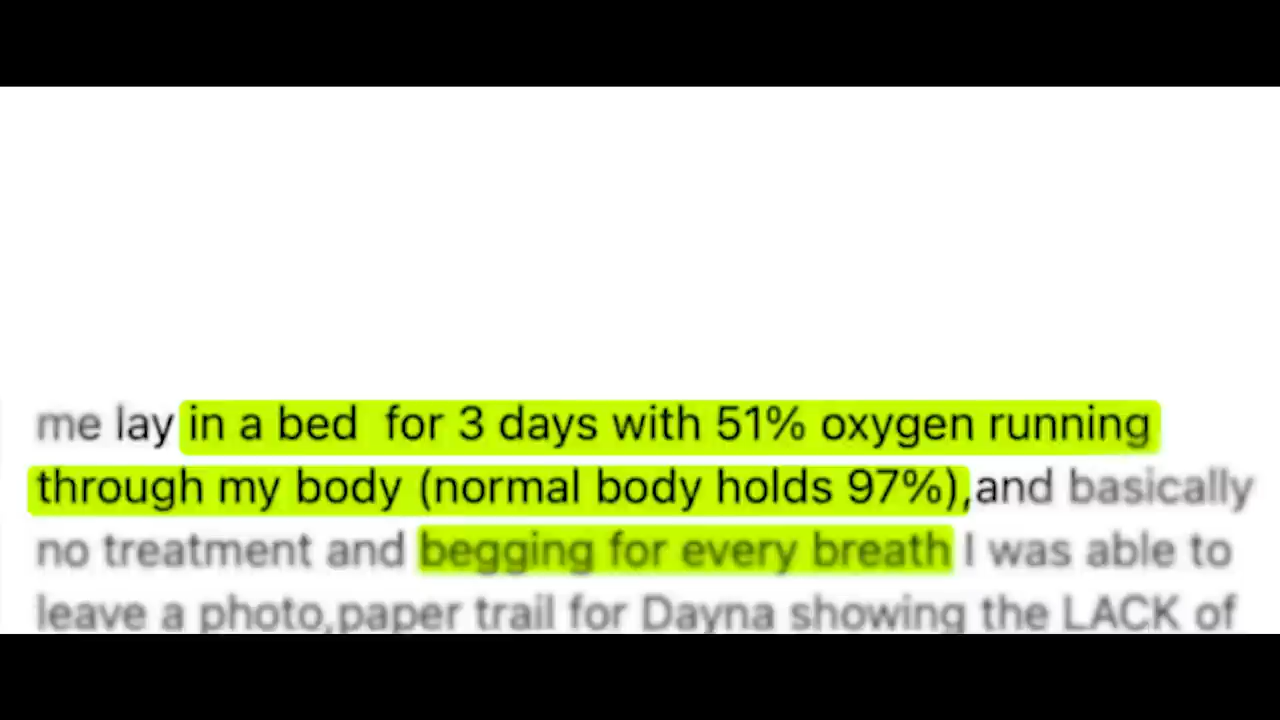 me lay in a bed  for 3 days with 51% oxygen running
through my body (normal body holds 97%),and basically
no treatment and begging for every breath I was able to
leave a photo,paper trail for Dayna showing the LACK of